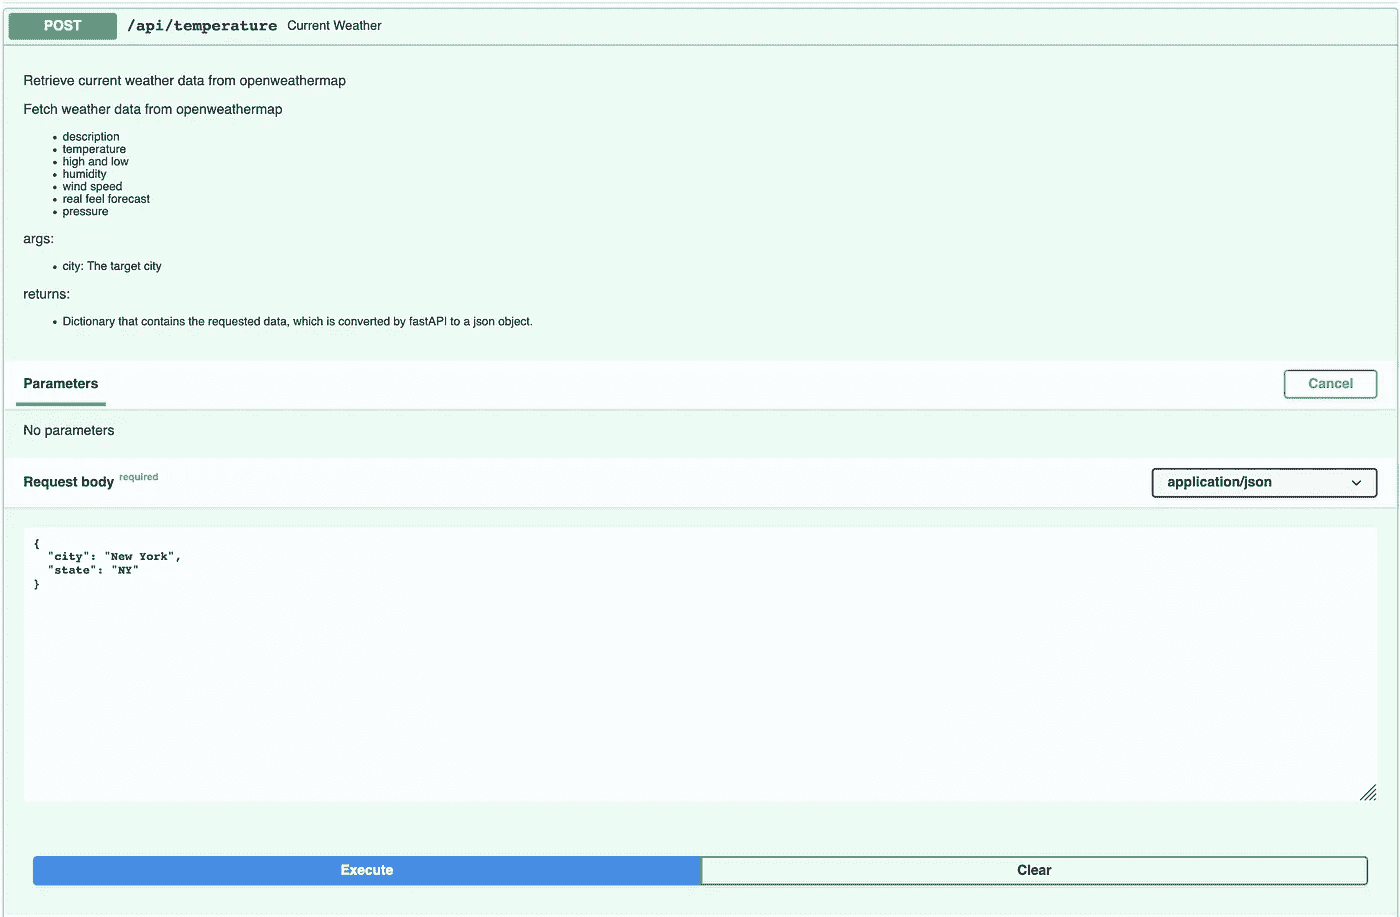 POST /api/temperature Current Weather
Retrieve current weather data from openweathermap
Fetch weather data from openweathermap
• description
• temperature
• high and low
• humidity
• wind speed
• real feel forecast
• pressure
args:
• city: The target city
returns:
• Dictionary that contains the requested data, which is converted by fastAPI to a json object.
Parameters Cancel
No parameters
Request body required application/json
{
"city": "New York",
"state": "NY"
}
Execute Clear